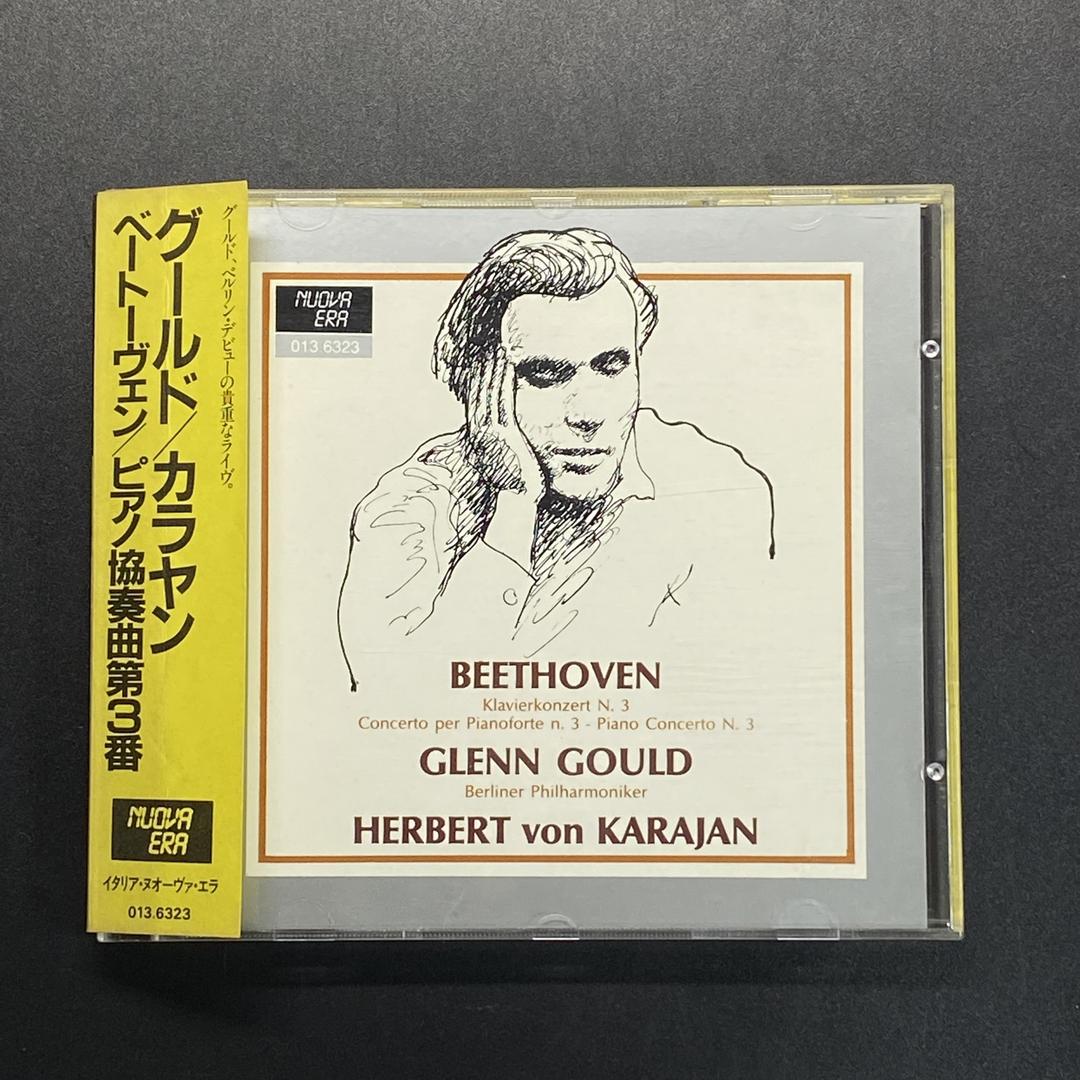 グールド、ベルリン・デビューの貴重なライヴ。
グールド/カラヤン
ベートーヴェン/ピアノ協奏曲第3番
NUOVA
ERA
イタリア・ヌオーヴァ・エラ
013.6323
NUOVA
ERA
013 6323
BEETHOVEN
Klavierkonzert N. 3
Concerto per Pianoforte n. 3 - Piano Concerto N. 3
GLENN GOULD
Berliner Philharmoniker
HERBERT von KARAJAN